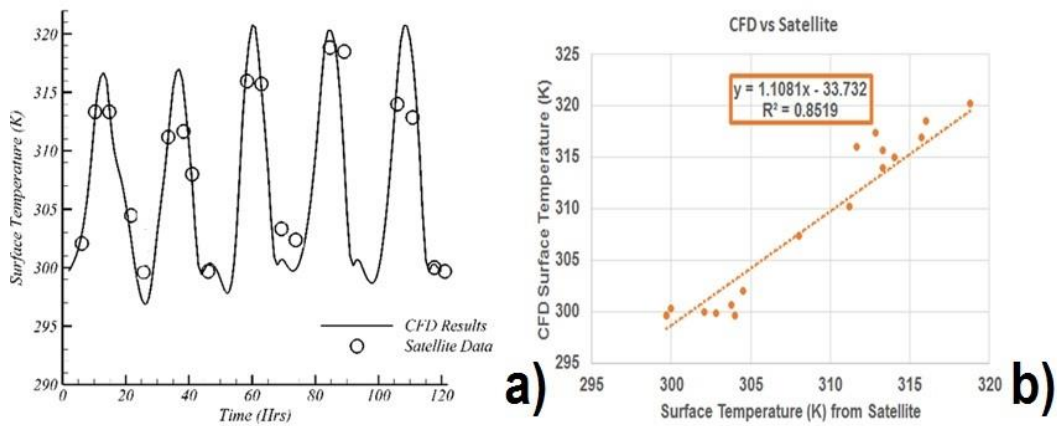 320
315
310
305
300
295
290
Surface Temperature (K)
0 20 40 60 80 100 120
Time (Hrs)
CFD Results
Satellite Data
a)
CFD vs Satellite
y = 1.1081x - 33.732
R² = 0.8519
325
320
315
310
305
300
295
CFD Surface Temperature (K)
295 300 305 310 315 320
Surface Temperature (K) from Satellite
b)